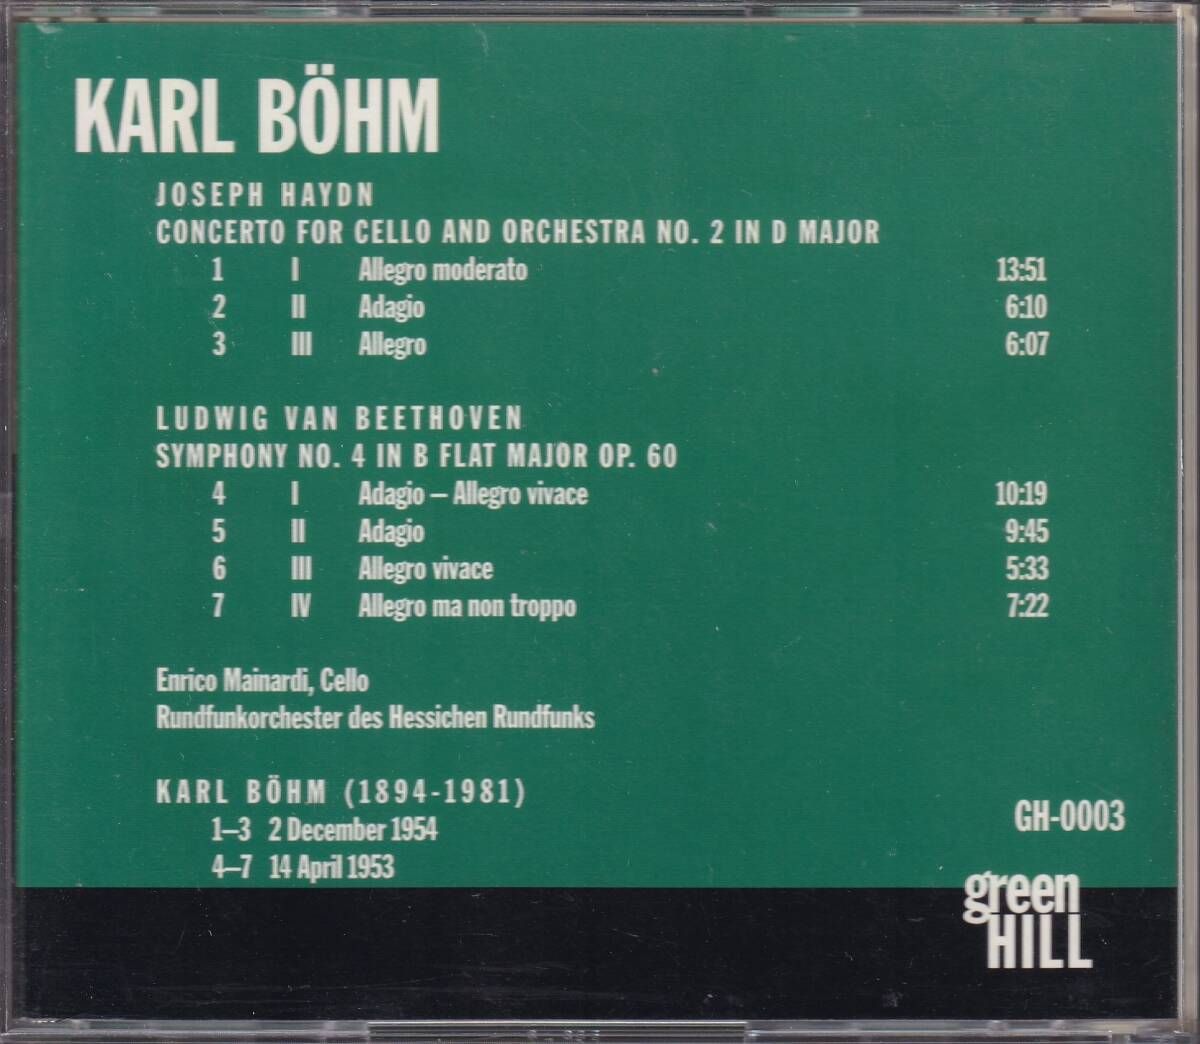 KARL BÖHM
JOSEPH HAYDN
CONCERTO FOR CELLO AND ORCHESTRA NO. 2 IN D MAJOR
1 I Allegro moderato 13:51
2 II Adagio 6:10
3 III Allegro 6:07
LUDWIG VAN BEETHOVEN
SYMPHONY NO. 4 IN B FLAT MAJOR OP. 60
4 I Adagio – Allegro vivace 10:19
5 II Adagio 9:45
6 III Allegro vivace 5:33
7 IV Allegro ma non troppo 7:22
Enrico Mainardi, Cello
Rundfunkorchester des Hessichen Rundfunks
KARL BÖHM (1894-1981)
1–3 2 December 1954
4–7 14 April 1953
GH-0003
green
HILL